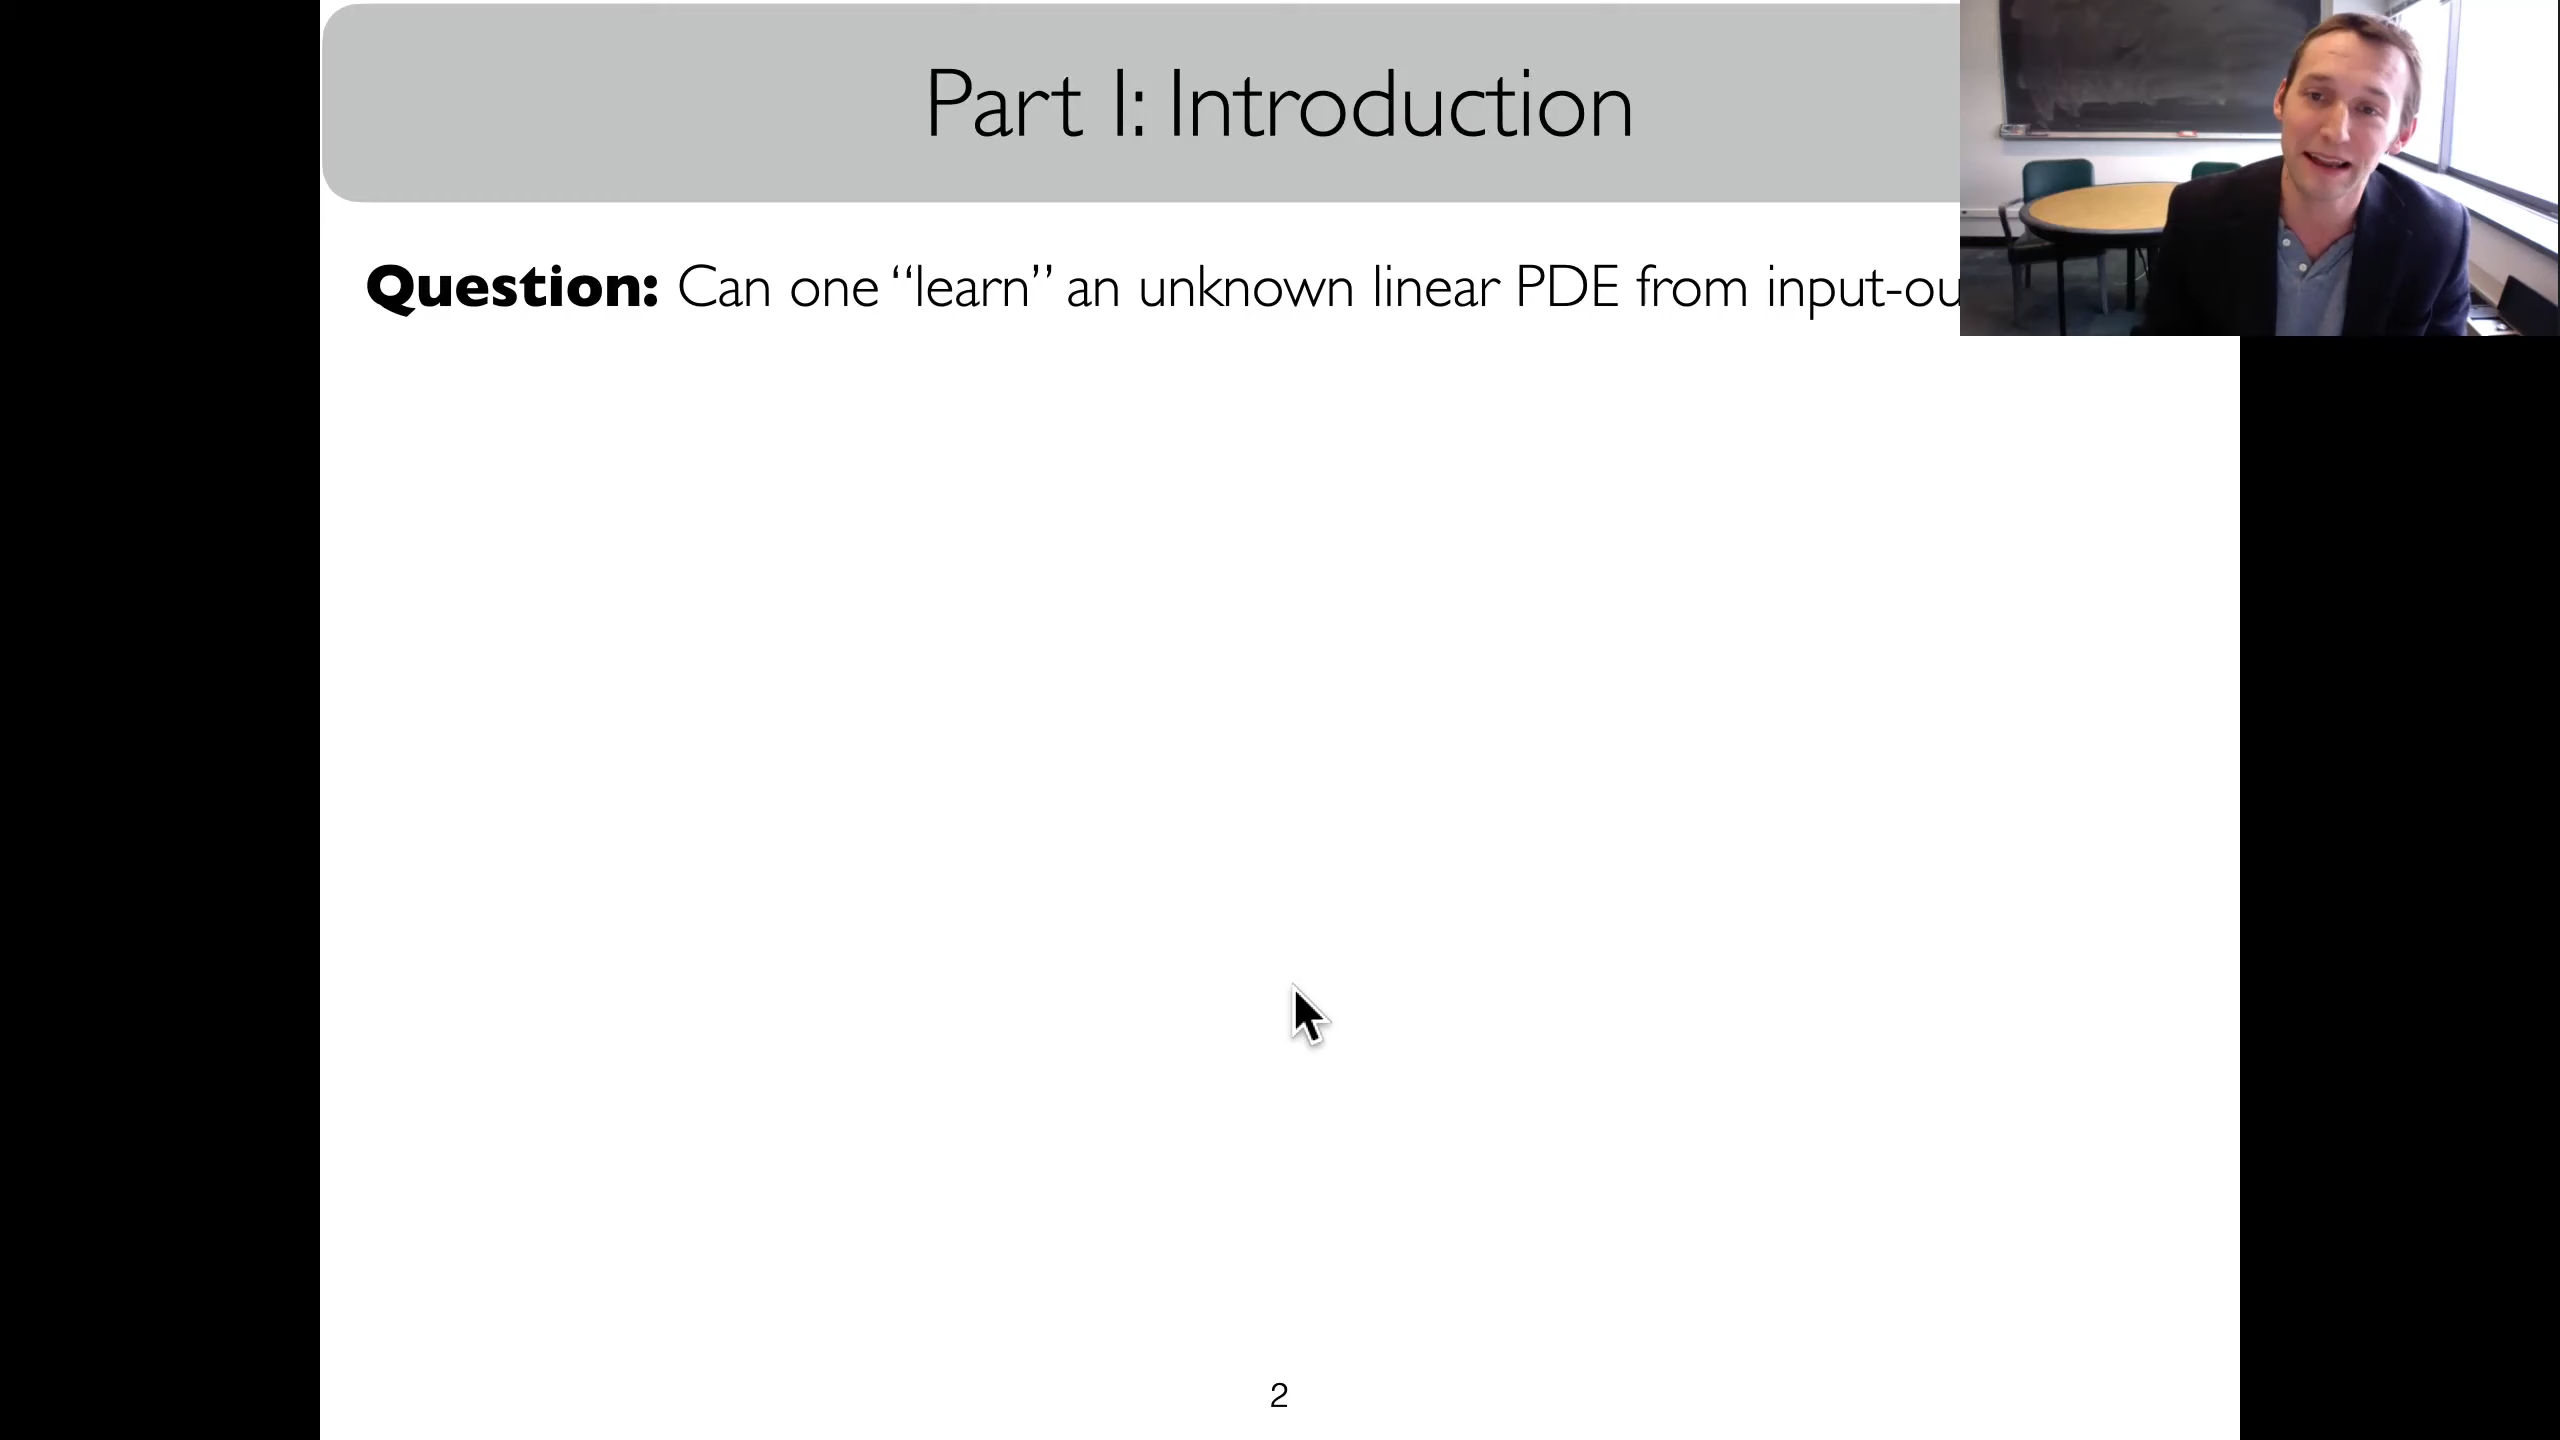 Part I: Introduction
Question: Can one “learn” an unknown linear PDE from input-ou
2